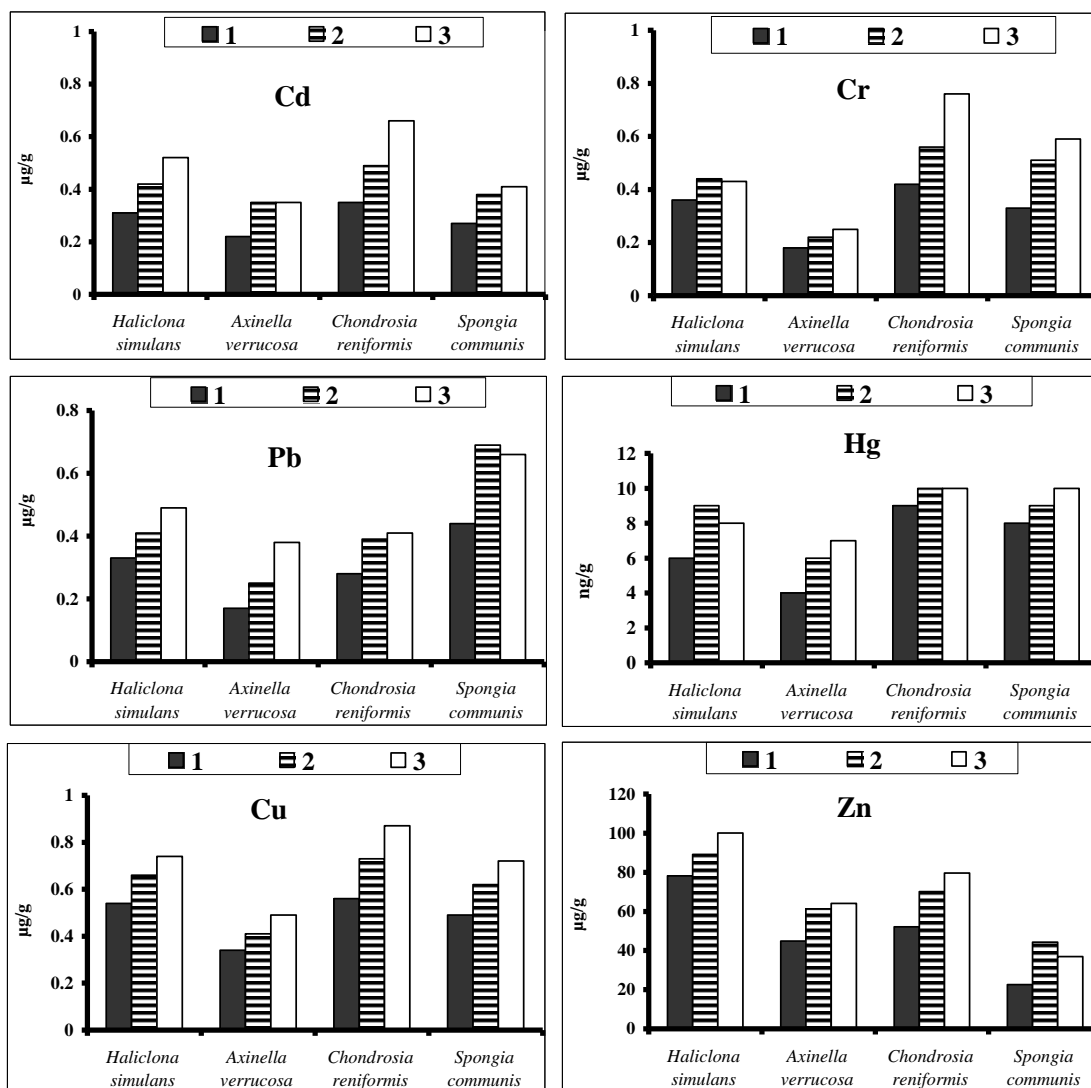 1 2 3
Cd
µg/g
1
0.8
0.6
0.4
0.2
0
Haliclona simulans
Axinella verrucosa
Chondrosia reniformis
Spongia communis
1 2 3
Cr
µg/g
1
0.8
0.6
0.4
0.2
0
Haliclona simulans
Axinella verrucosa
Chondrosia reniformis
Spongia communis
1 2 3
Pb
µg/g
0.8
0.6
0.4
0.2
0
Haliclona simulans
Axinella verrucosa
Chondrosia reniformis
Spongia communis
1 2 3
Hg
ng/g
12
10
8
6
4
2
0
Haliclona simulans
Axinella verrucosa
Chondrosia reniformis
Spongia communis
1 2 3
Cu
µg/g
1
0.8
0.6
0.4
0.2
0
Haliclona simulans
Axinella verrucosa
Chondrosia reniformis
Spongia communis
1 2 3
Zn
µg/g
120
100
80
60
40
20
0
Haliclona simulans
Axinella verrucosa
Chondrosia reniformis
Spongia communis